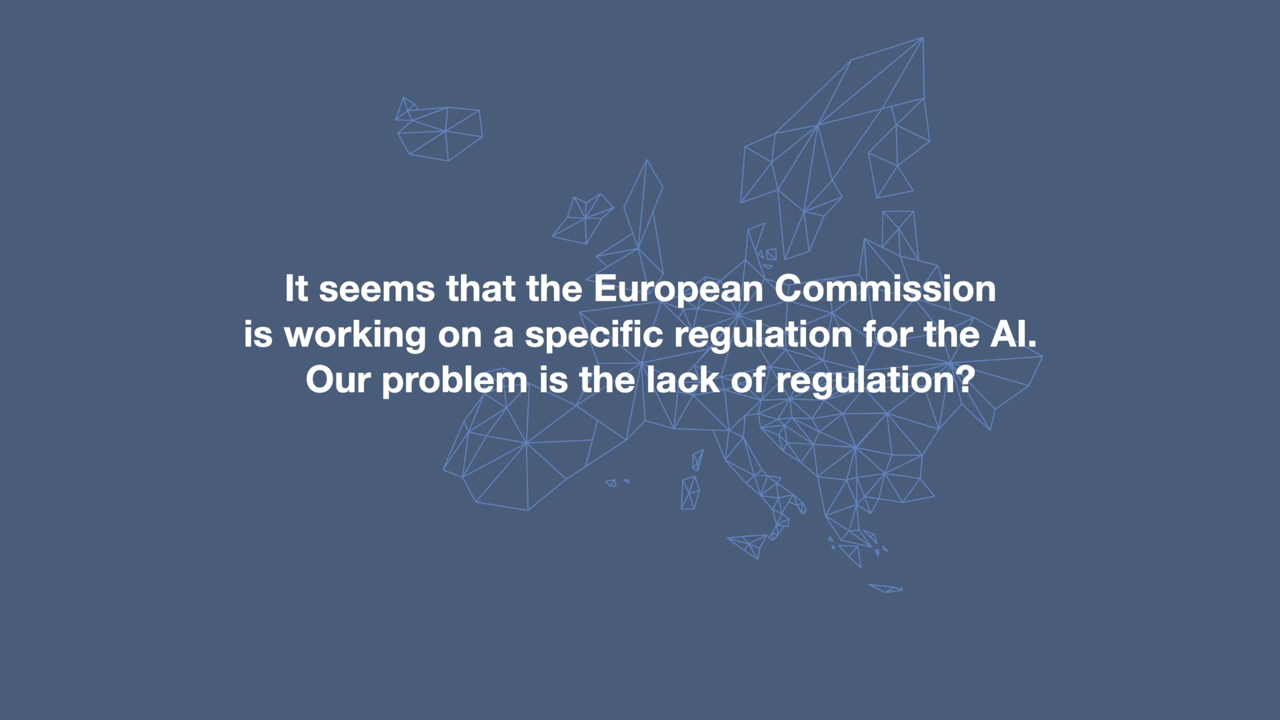 It seems that the European Commission
is working on a specific regulation for the AI.
Our problem is the lack of regulation?